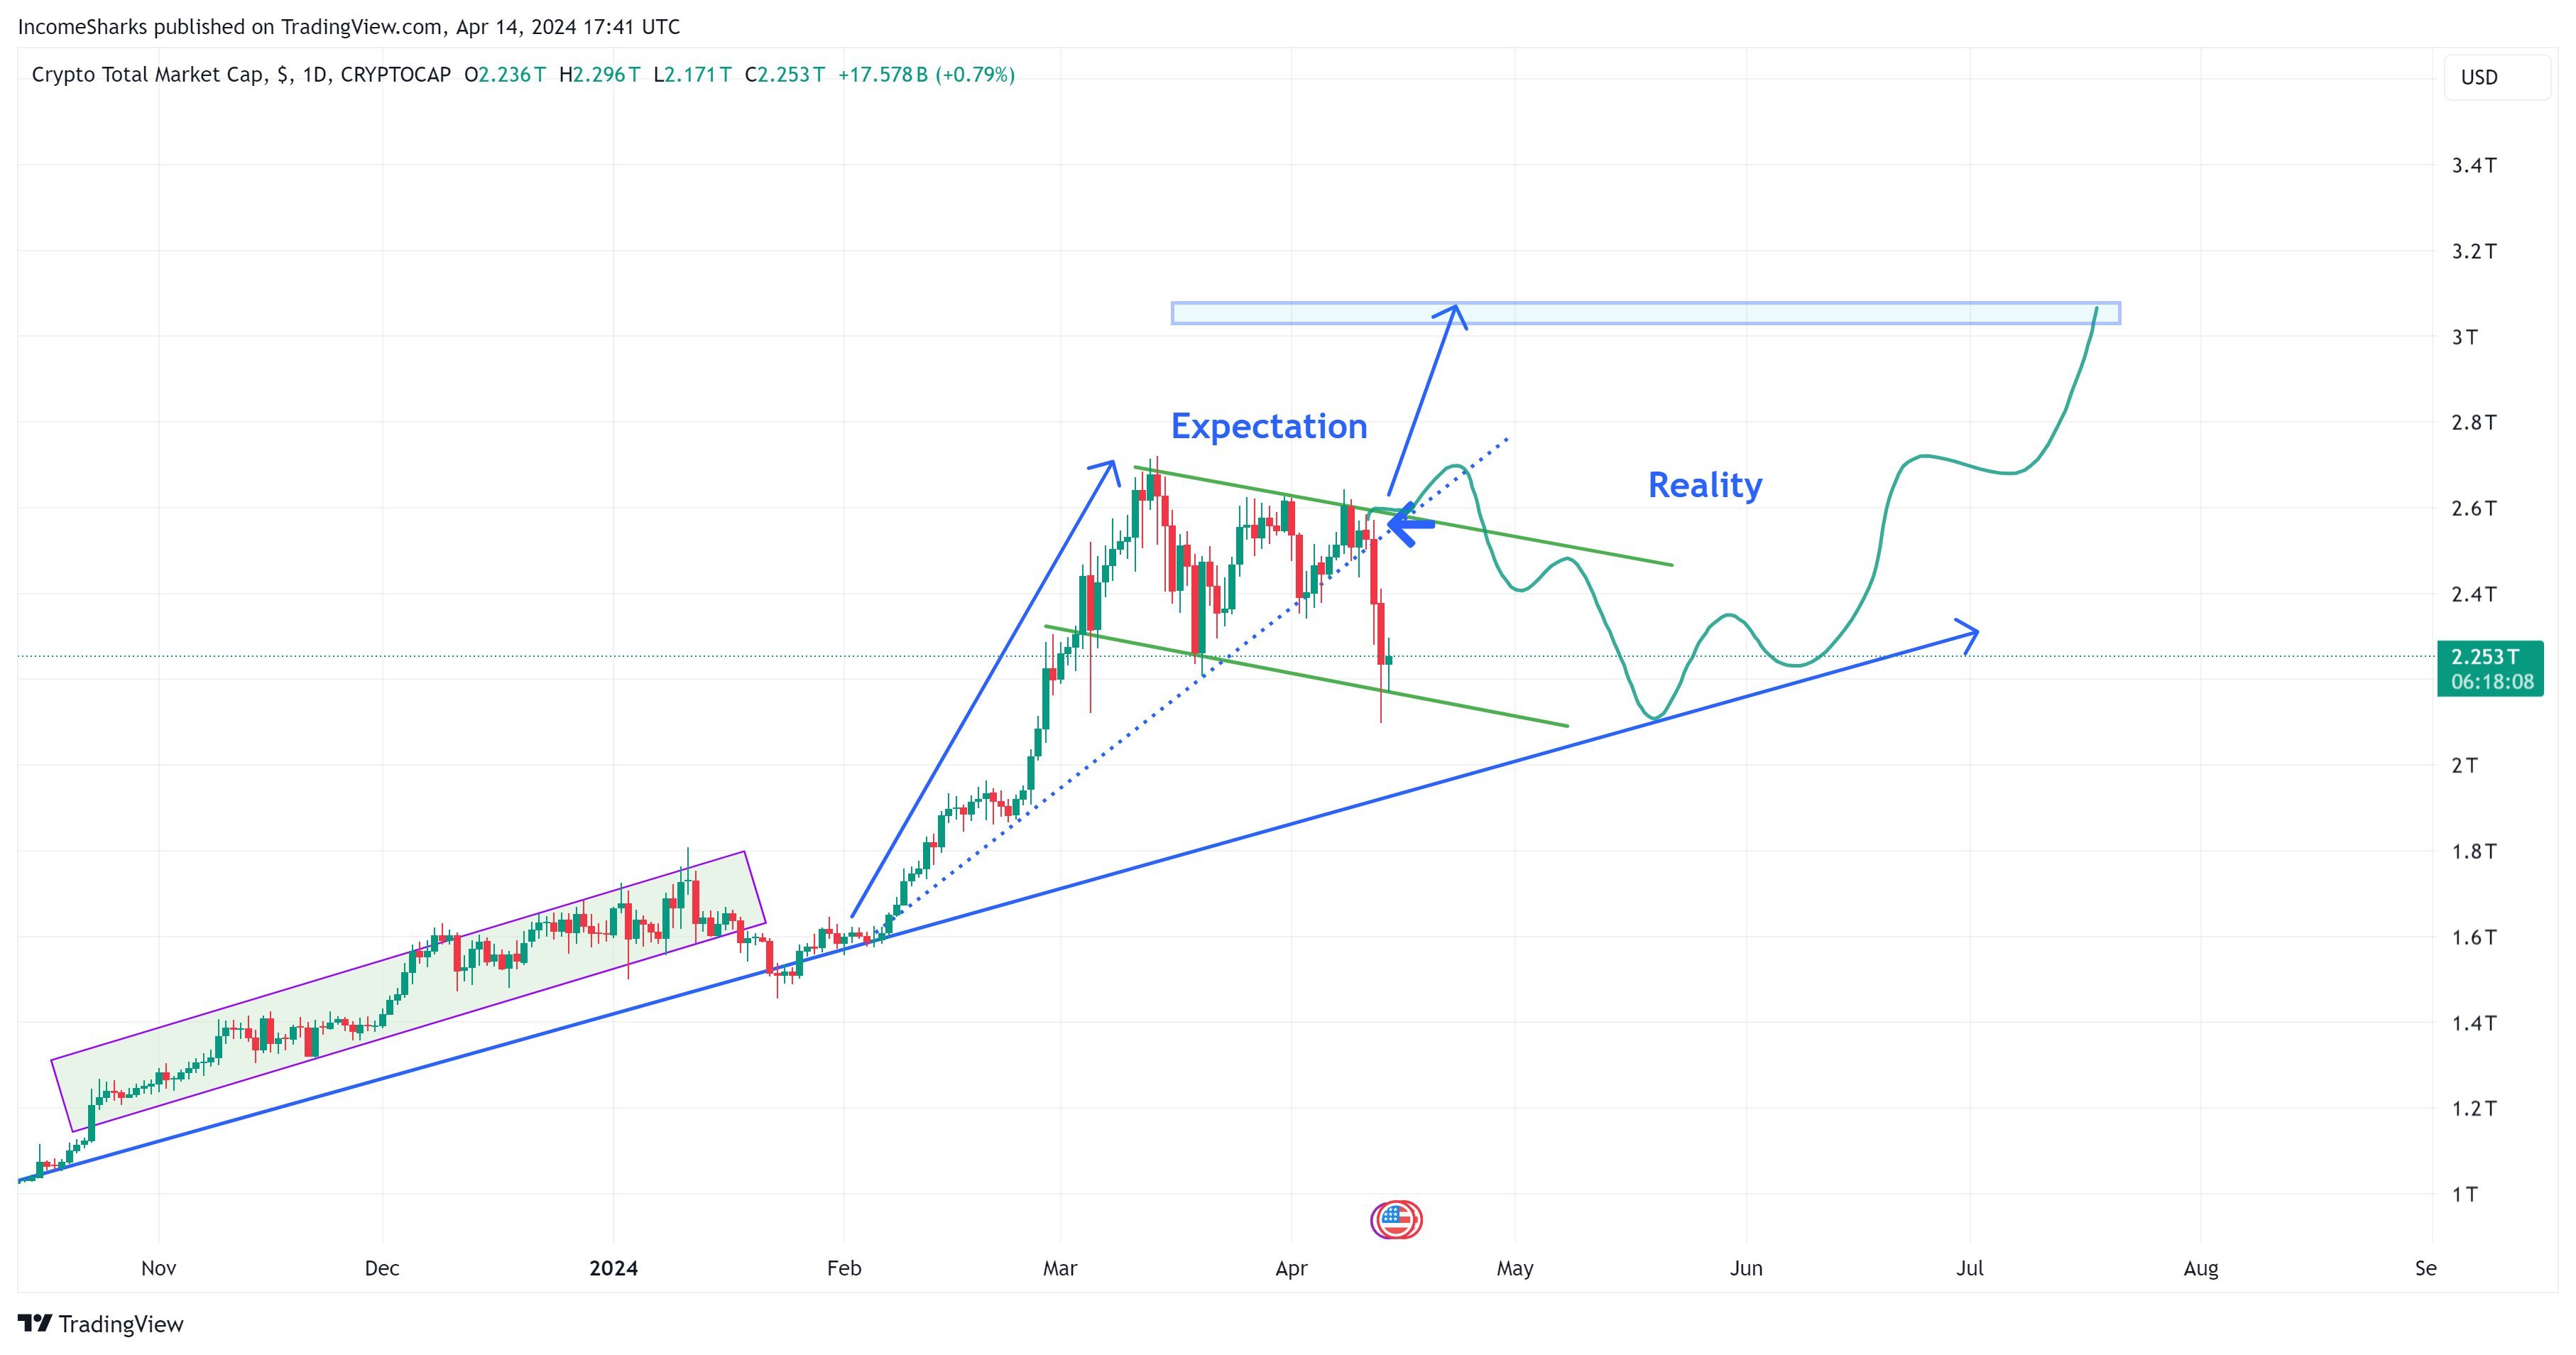 IncomeSharks published on TradingView.com, Apr 14, 2024 17:41 UTC
Crypto Total Market Cap, $, 1D, CRYPTOCAP O2.236T H2.296T L2.171T C2.253T +17.578B (+0.79%)
USD
3.4T
3.2T
3T
Expectation
2.8T
Reality
2.6T
2.4T
2.253T
06:18:08
2T
1.8T
1.6T
1.4T
1.2T
1T
Nov Dec 2024 Feb Mar Apr May Jun Jul Aug Se
TradingView